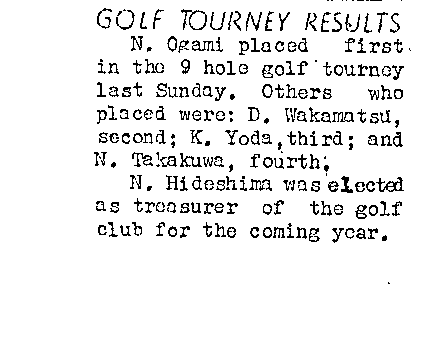 GOLF TOURNEY RESULTS
N. Ogami placed first
in the 9 hole golf tourney
last Sunday. Others who
placed were: D. Wakamatsu,
second; K. Yoda, third; and
N. Takakuwa, fourth.
N. Hideshima was elected
as treasurer of the golf
club for the coming year.